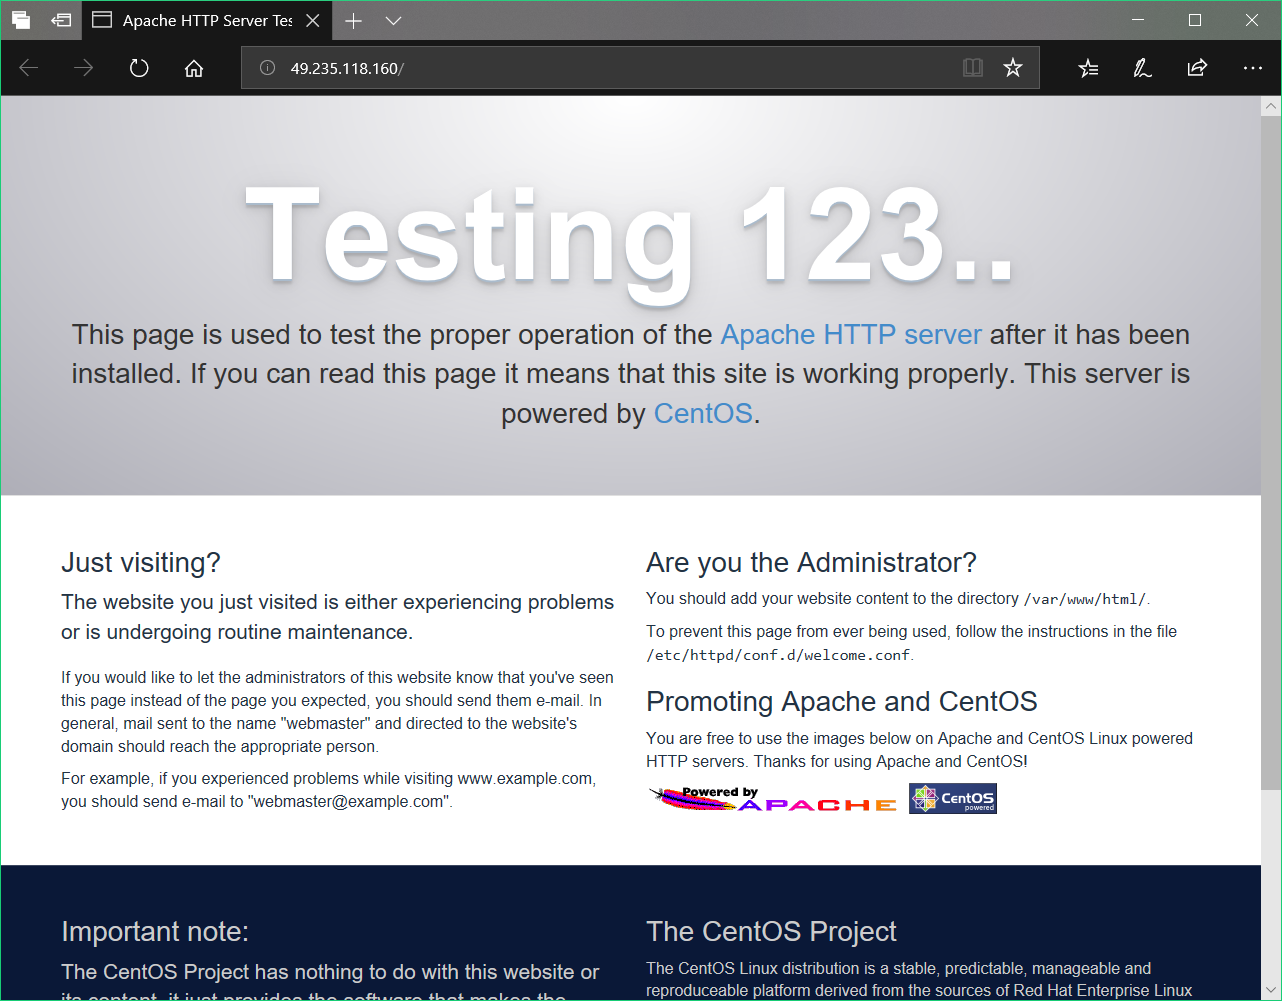 Apache HTTP Server Tes
49.235.118.160/
Testing 123..
This page is used to test the proper operation of the Apache HTTP server after it has been
installed. If you can read this page it means that this site is working properly. This server is
powered by CentOS.
Just visiting?
The website you just visited is either experiencing problems
or is undergoing routine maintenance.
If you would like to let the administrators of this website know that you've seen
this page instead of the page you expected, you should send them e-mail. In
general, mail sent to the name "webmaster" and directed to the website's
domain should reach the appropriate person.
For example, if you experienced problems while visiting www.example.com,
you should send e-mail to "webmaster@example.com".
Are you the Administrator?
You should add your website content to the directory /var/www/html/.
To prevent this page from ever being used, follow the instructions in the file
/etc/httpd/conf.d/welcome.conf.
Promoting Apache and CentOS
You are free to use the images below on Apache and CentOS Linux powered
HTTP servers. Thanks for using Apache and CentOS!
Powered by
APACHE
CentOS
powered
Important note:
The CentOS Project has nothing to do with this website or
its content, it just provides the software that makes the
The CentOS Project
The CentOS Linux distribution is a stable, predictable, manageable and
reproduceable platform derived from the sources of Red Hat Enterprise Linux